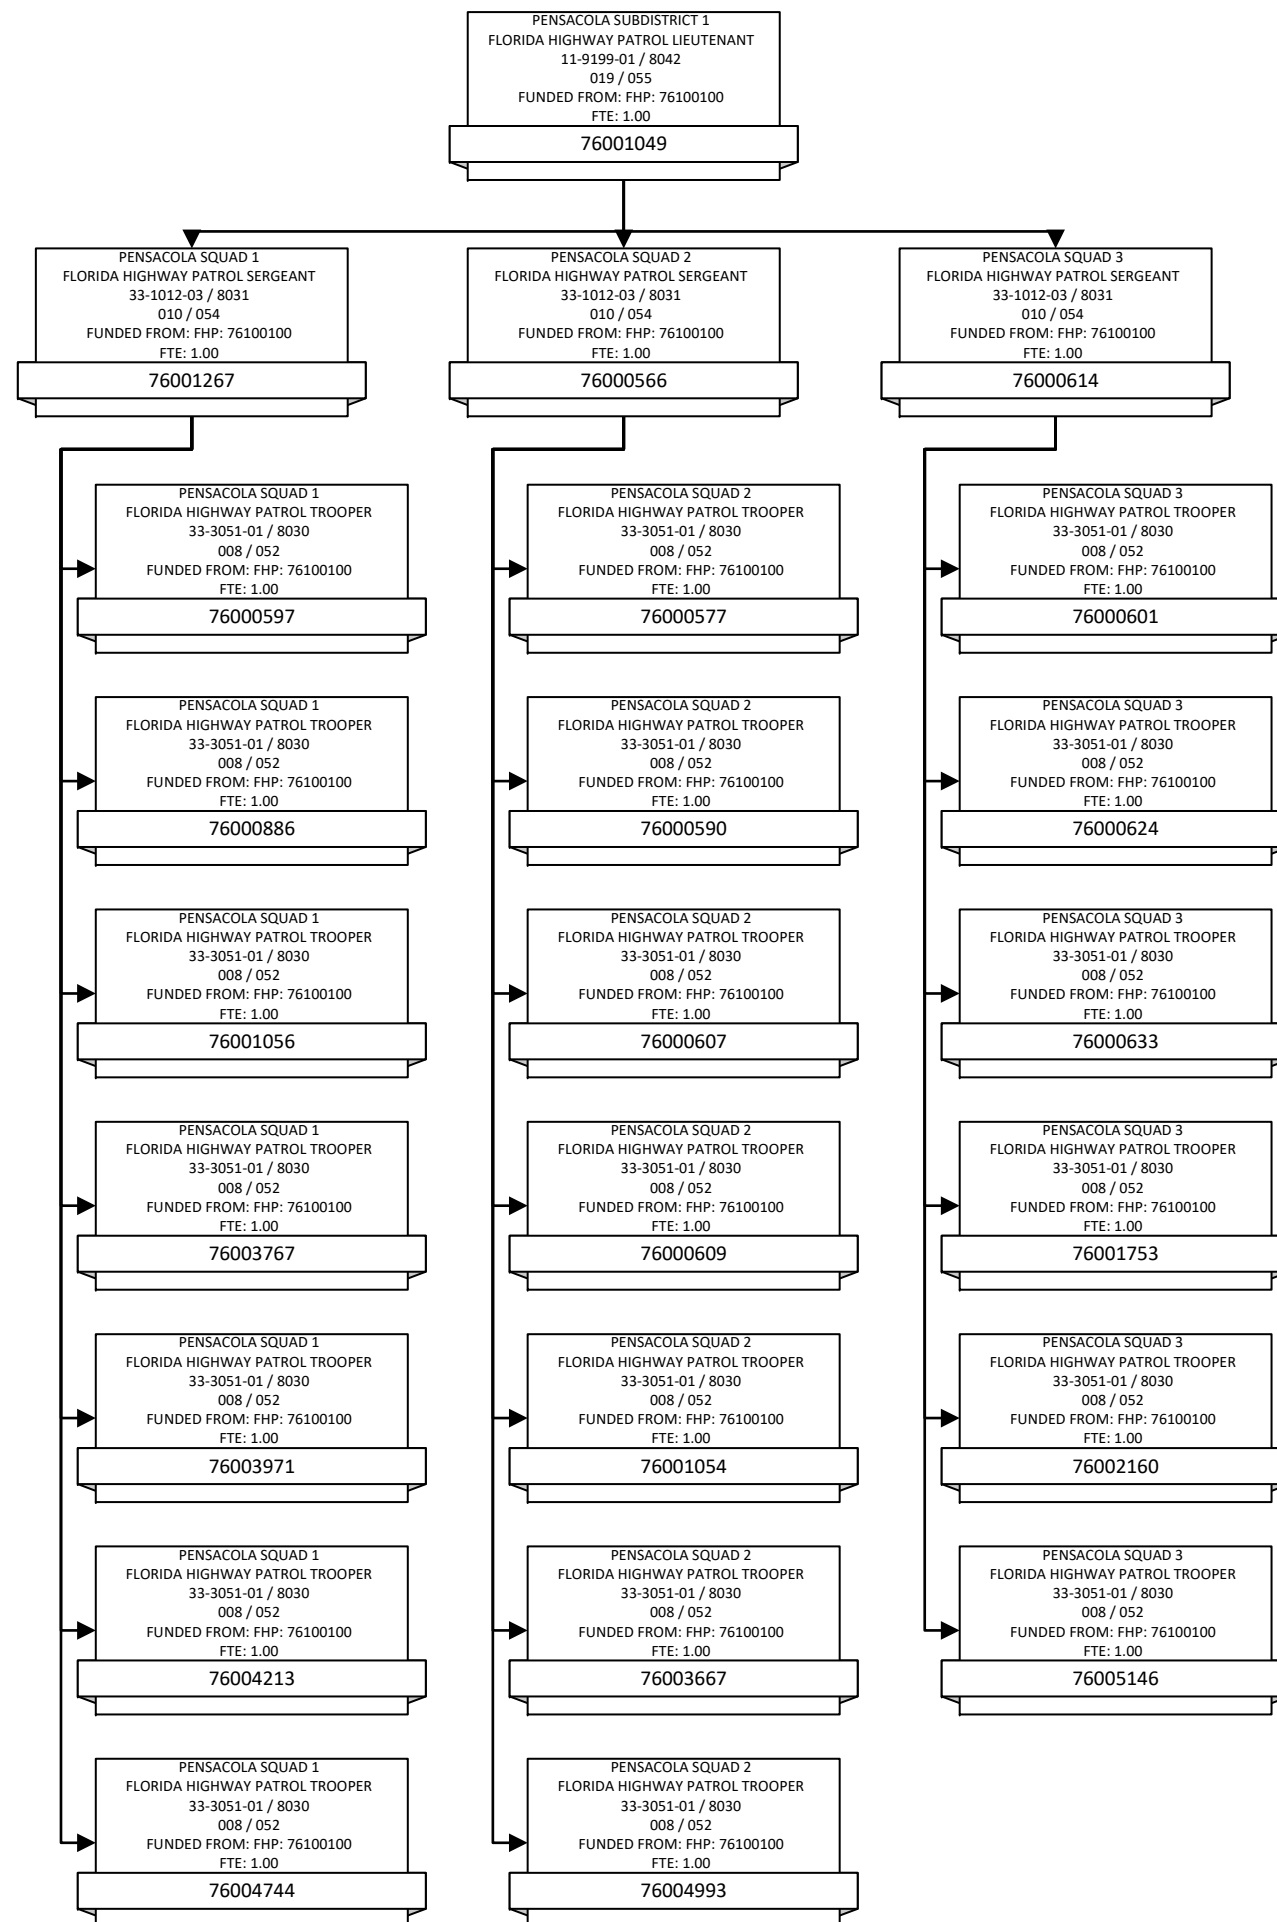 PENSACOLA SUBDISTRICT 1
FLORIDA HIGHWAY PATROL LIEUTENANT
11-9199-01 / 8042
019 / 055
FUNDED FROM: FHP: 76100100
FTE: 1.00
76001049
PENSACOLA SQUAD 1
FLORIDA HIGHWAY PATROL SERGEANT
33-1012-03 / 8031
010 / 054
FUNDED FROM: FHP: 76100100
FTE: 1.00
76001267
PENSACOLA SQUAD 2
FLORIDA HIGHWAY PATROL SERGEANT
33-1012-03 / 8031
010 / 054
FUNDED FROM: FHP: 76100100
FTE: 1.00
76000566
PENSACOLA SQUAD 3
FLORIDA HIGHWAY PATROL SERGEANT
33-1012-03 / 8031
010 / 054
FUNDED FROM: FHP: 76100100
FTE: 1.00
76000614
PENSACOLA SQUAD 1
FLORIDA HIGHWAY PATROL TROOPER
33-3051-01 / 8030
008 / 052
FUNDED FROM: FHP: 76100100
FTE: 1.00
76000597
PENSACOLA SQUAD 2
FLORIDA HIGHWAY PATROL TROOPER
33-3051-01 / 8030
008 / 052
FUNDED FROM: FHP: 76100100
FTE: 1.00
76000577
PENSACOLA SQUAD 3
FLORIDA HIGHWAY PATROL TROOPER
33-3051-01 / 8030
008 / 052
FUNDED FROM: FHP: 76100100
FTE: 1.00
76000601
PENSACOLA SQUAD 1
FLORIDA HIGHWAY PATROL TROOPER
33-3051-01 / 8030
008 / 052
FUNDED FROM: FHP: 76100100
FTE: 1.00
76000886
PENSACOLA SQUAD 2
FLORIDA HIGHWAY PATROL TROOPER
33-3051-01 / 8030
008 / 052
FUNDED FROM: FHP: 76100100
FTE: 1.00
76000590
PENSACOLA SQUAD 3
FLORIDA HIGHWAY PATROL TROOPER
33-3051-01 / 8030
008 / 052
FUNDED FROM: FHP: 76100100
FTE: 1.00
76000624
PENSACOLA SQUAD 1
FLORIDA HIGHWAY PATROL TROOPER
33-3051-01 / 8030
008 / 052
FUNDED FROM: FHP: 76100100
FTE: 1.00
76001056
PENSACOLA SQUAD 2
FLORIDA HIGHWAY PATROL TROOPER
33-3051-01 / 8030
008 / 052
FUNDED FROM: FHP: 76100100
FTE: 1.00
76000607
PENSACOLA SQUAD 3
FLORIDA HIGHWAY PATROL TROOPER
33-3051-01 / 8030
008 / 052
FUNDED FROM: FHP: 76100100
FTE: 1.00
76000633
PENSACOLA SQUAD 1
FLORIDA HIGHWAY PATROL TROOPER
33-3051-01 / 8030
008 / 052
FUNDED FROM: FHP: 76100100
FTE: 1.00
76003767
PENSACOLA SQUAD 2
FLORIDA HIGHWAY PATROL TROOPER
33-3051-01 / 8030
008 / 052
FUNDED FROM: FHP: 76100100
FTE: 1.00
76000609
PENSACOLA SQUAD 3
FLORIDA HIGHWAY PATROL TROOPER
33-3051-01 / 8030
008 / 052
FUNDED FROM: FHP: 76100100
FTE: 1.00
76001753
PENSACOLA SQUAD 1
FLORIDA HIGHWAY PATROL TROOPER
33-3051-01 / 8030
008 / 052
FUNDED FROM: FHP: 76100100
FTE: 1.00
76003971
PENSACOLA SQUAD 2
FLORIDA HIGHWAY PATROL TROOPER
33-3051-01 / 8030
008 / 052
FUNDED FROM: FHP: 76100100
FTE: 1.00
76001054
PENSACOLA SQUAD 3
FLORIDA HIGHWAY PATROL TROOPER
33-3051-01 / 8030
008 / 052
FUNDED FROM: FHP: 76100100
FTE: 1.00
76002160
PENSACOLA SQUAD 1
FLORIDA HIGHWAY PATROL TROOPER
33-3051-01 / 8030
008 / 052
FUNDED FROM: FHP: 76100100
FTE: 1.00
76004213
PENSACOLA SQUAD 2
FLORIDA HIGHWAY PATROL TROOPER
33-3051-01 / 8030
008 / 052
FUNDED FROM: FHP: 76100100
FTE: 1.00
76003667
PENSACOLA SQUAD 3
FLORIDA HIGHWAY PATROL TROOPER
33-3051-01 / 8030
008 / 052
FUNDED FROM: FHP: 76100100
FTE: 1.00
76005146
PENSACOLA SQUAD 1
FLORIDA HIGHWAY PATROL TROOPER
33-3051-01 / 8030
008 / 052
FUNDED FROM: FHP: 76100100
FTE: 1.00
76004744
PENSACOLA SQUAD 2
FLORIDA HIGHWAY PATROL TROOPER
33-3051-01 / 8030
008 / 052
FUNDED FROM: FHP: 76100100
FTE: 1.00
76004993